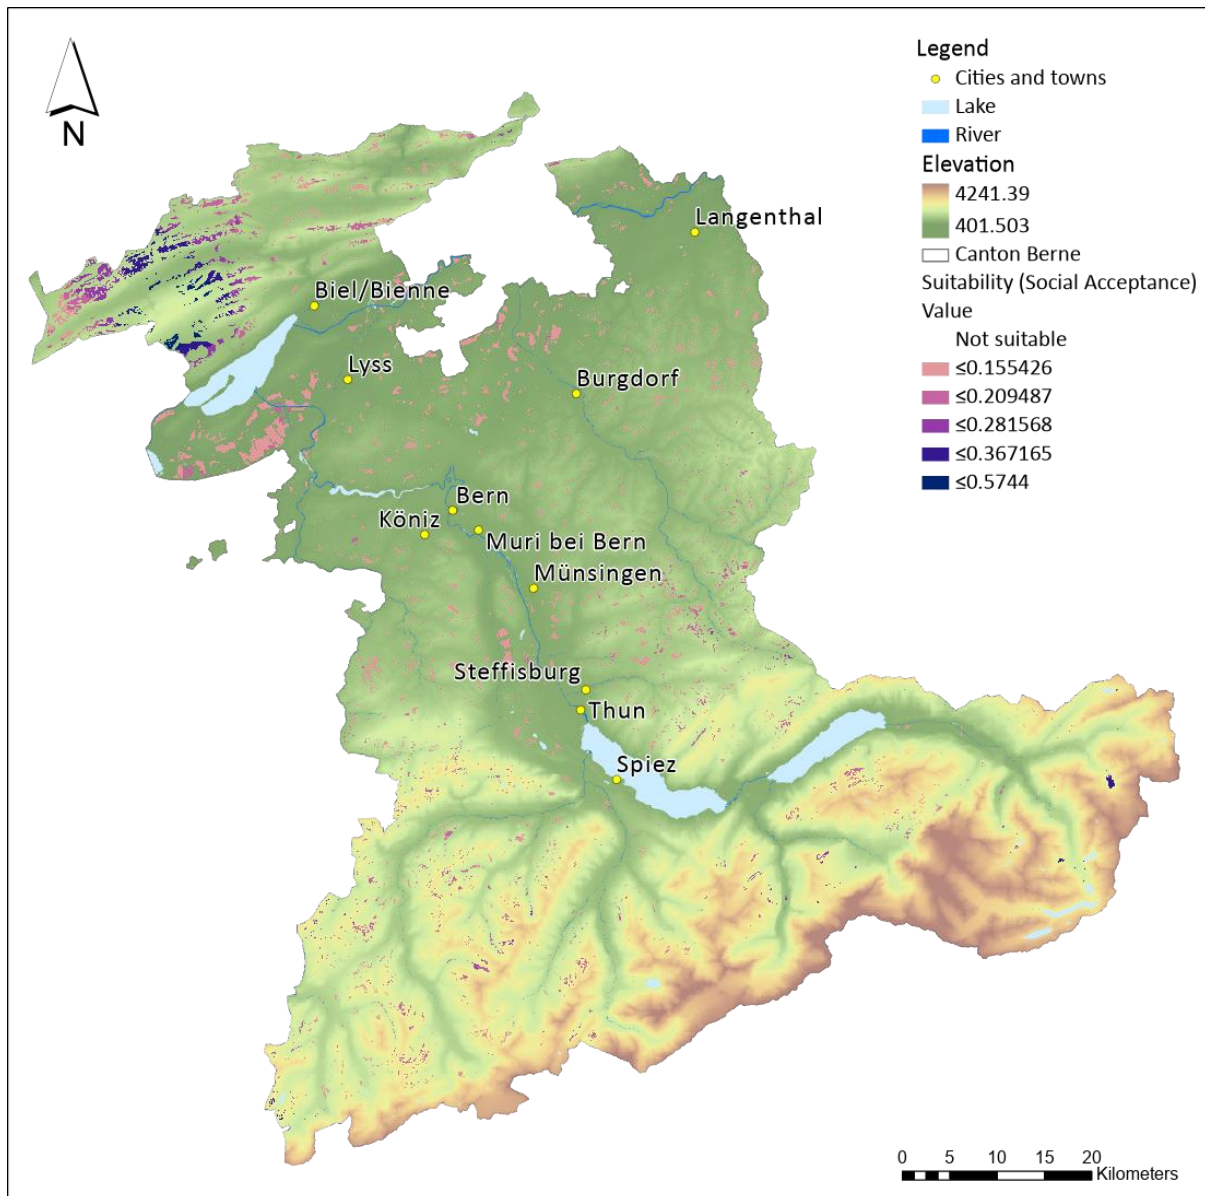 N
Legend
Cities and towns
Lake
River
Elevation
4241.39
401.503
Canton Berne
Suitability (Social Acceptance)
Value
Not suitable
≤0.155426
≤0.209487
≤0.281568
≤0.367165
≤0.5744
Langenthal
Biel/Bienne
Lyss
Burgdorf
Bern
Köniz
Muri bei Bern
Münsingen
Steffisburg
Thun
Spiez
0 5 10 15 20
Kilometers